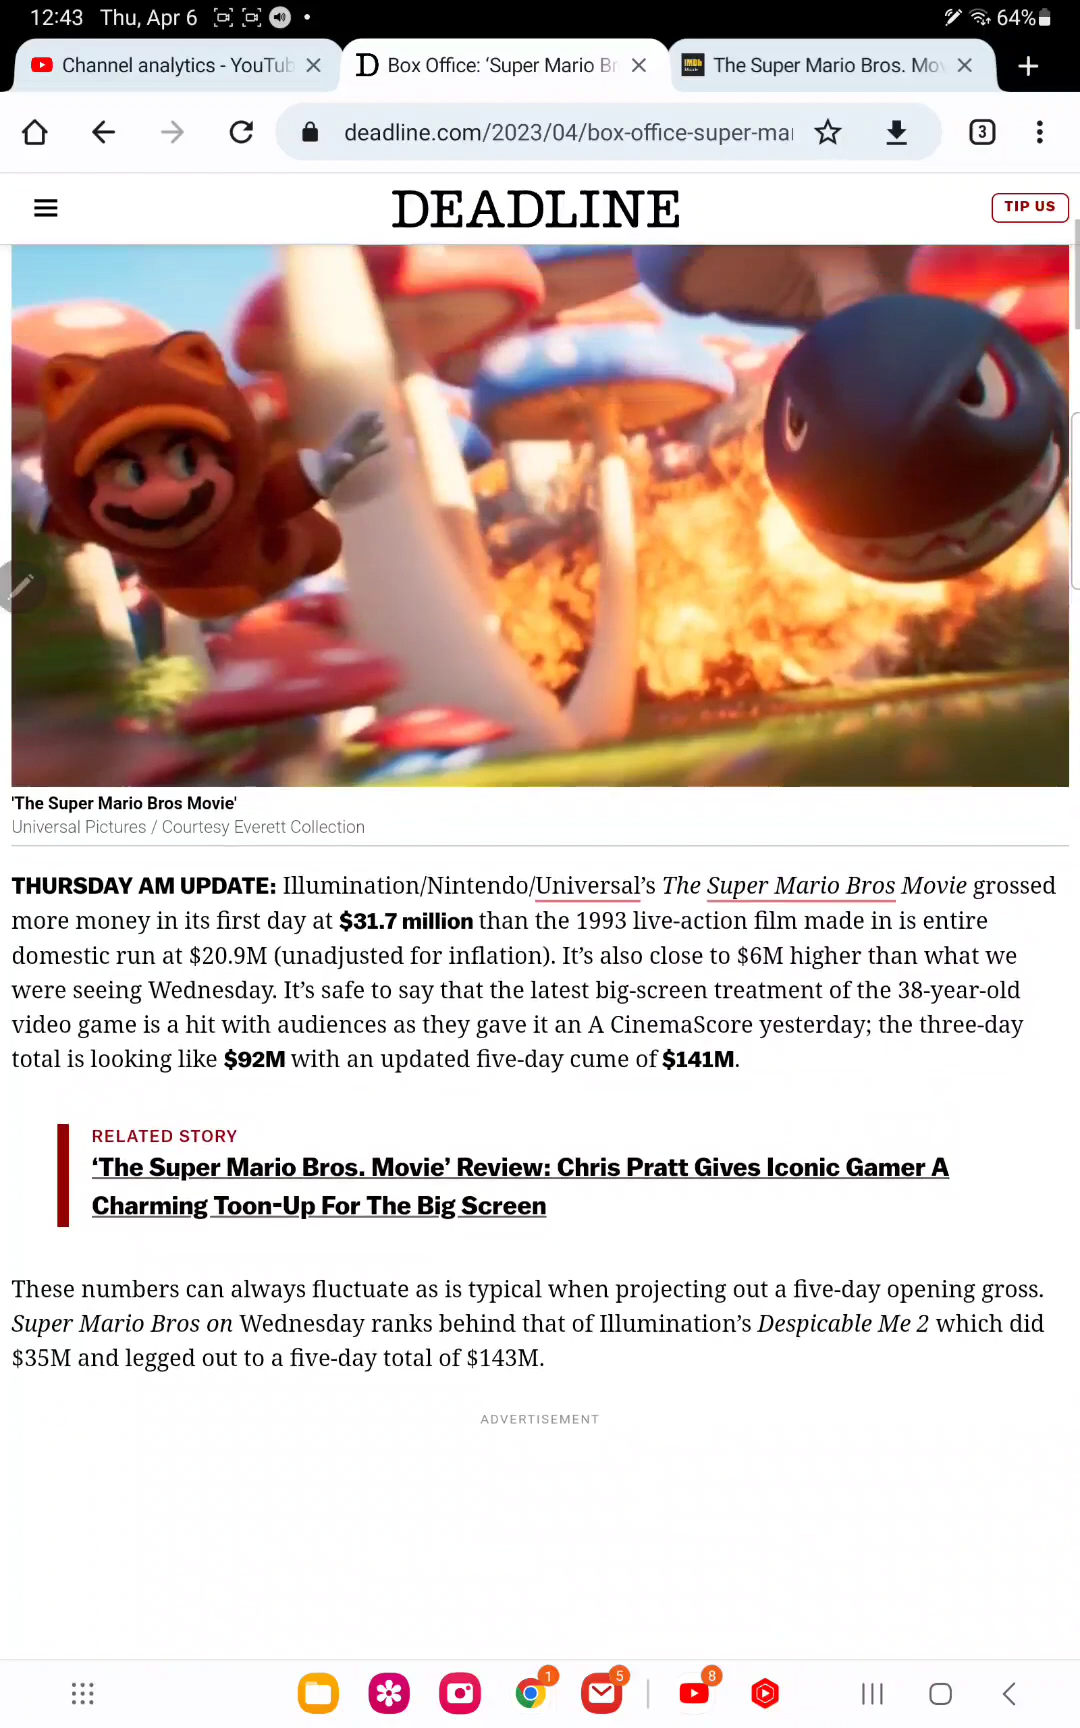 12:43 Thu, Apr 6 64%
Channel analytics - YouTub
D Box Office: ‘Super Mario Br
IMDb The Super Mario Bros. Mov
deadline.com/2023/04/box-office-super-mar
3
DEADLINE
TIP US
'The Super Mario Bros Movie'
Universal Pictures / Courtesy Everett Collection
THURSDAY AM UPDATE: Illumination/Nintendo/Universal’s The Super Mario Bros Movie grossed
more money in its first day at $31.7 million than the 1993 live-action film made in is entire
domestic run at $20.9M (unadjusted for inflation). It’s also close to $6M higher than what we
were seeing Wednesday. It’s safe to say that the latest big-screen treatment of the 38-year-old
video game is a hit with audiences as they gave it an A CinemaScore yesterday; the three-day
total is looking like $92M with an updated five-day cume of $141M.
RELATED STORY
‘The Super Mario Bros. Movie’ Review: Chris Pratt Gives Iconic Gamer A
Charming Toon-Up For The Big Screen
These numbers can always fluctuate as is typical when projecting out a five-day opening gross.
Super Mario Bros on Wednesday ranks behind that of Illumination’s Despicable Me 2 which did
$35M and legged out to a five-day total of $143M.
ADVERTISEMENT
1 5 8